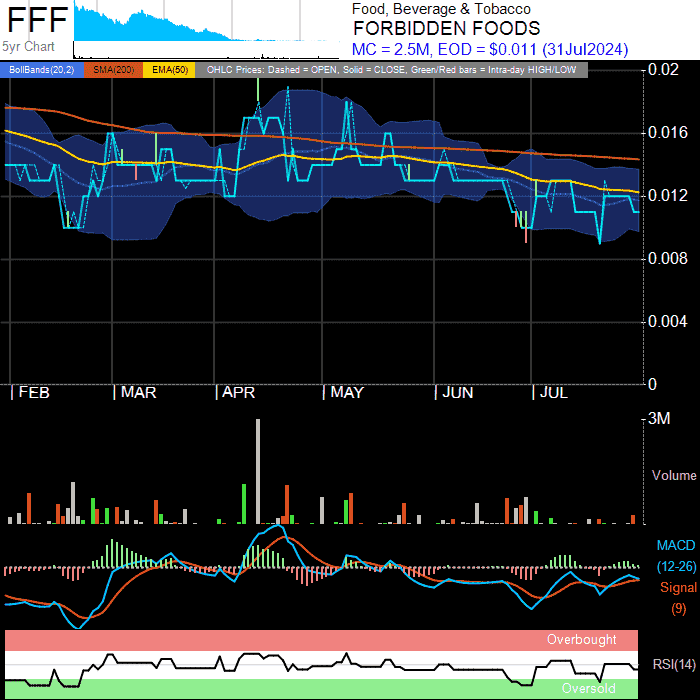 FFF
5yr Chart
Food, Beverage & Tobacco
FORBIDDEN FOODS
MC = 2.5M, EOD = $0.011 (31Jul2024)
BollBands(20,2) SMA(200) EMA(50) OHLC Prices: Dashed = OPEN, Solid = CLOSE, Green/Red bars = Intra-day HIGH/LOW
0.02
0.016
0.012
0.008
0.004
0
FEB MAR APR MAY JUN JUL
3M
Volume
MACD
(12-26)
Signal
(9)
Overbought
RSI(14)
Oversold